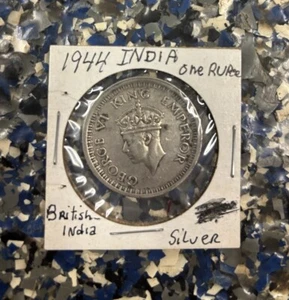 1944 INDIA
one RUPee
GEORGE VI KING EMPEROR
British
India
Silver